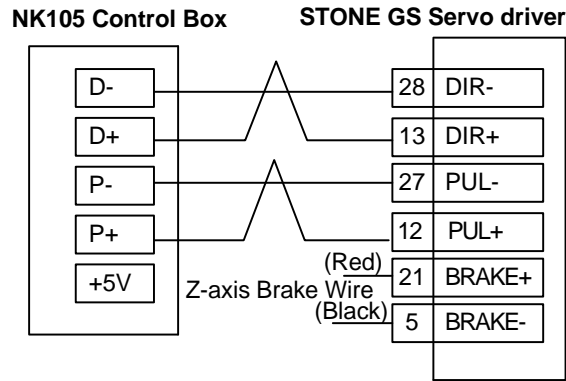 NK105 Control Box
STONE GS Servo driver
D- 28 DIR-
D+ 13 DIR+
P- 27 PUL-
P+ 12 PUL+
(Red)
+5V Z-axis Brake Wire 21 BRAKE+
(Black)
5 BRAKE-